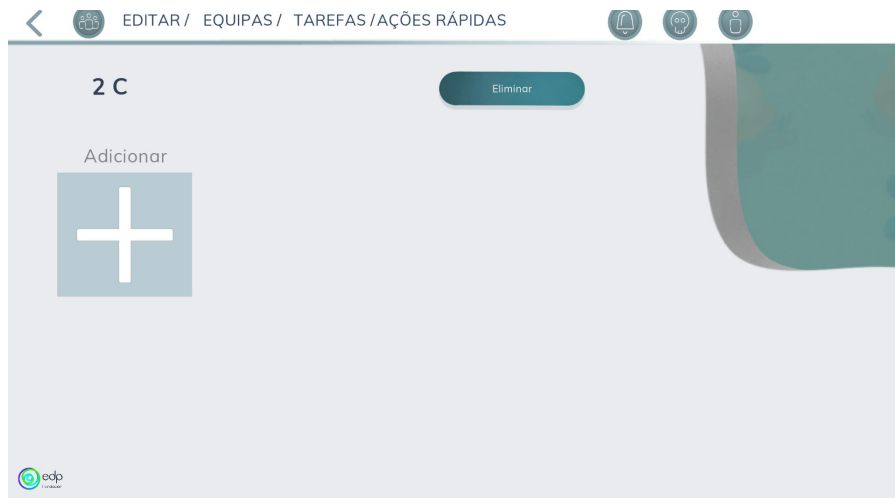 EDITAR / EQUIPAS / TAREFAS /AÇÕES RÁPIDAS
2 C
Eliminar
Adicionar
edp